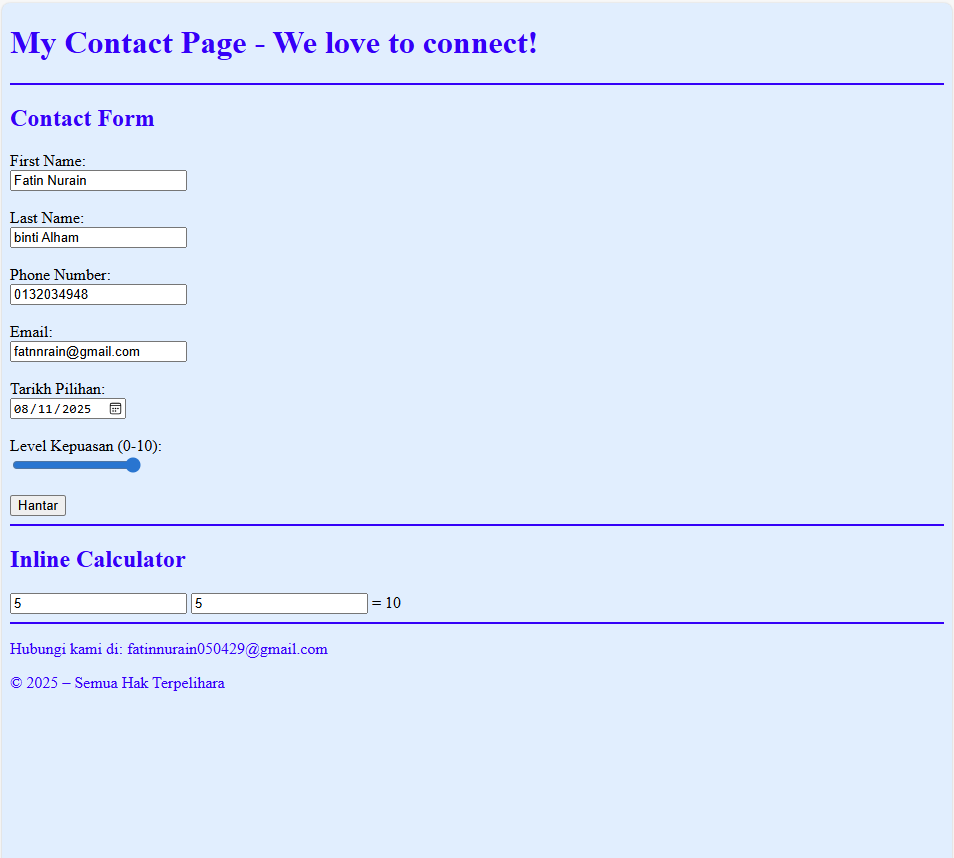 My Contact Page - We love to connect!
Contact Form
First Name:
Fatin Nurain
Last Name:
binti Alham
Phone Number:
0132034948
Email:
fatnnrain@gmail.com
Tarikh Pilihan:
08/11/2025
Level Kepuasan (0-10):
Hantar
Inline Calculator
5 5 = 10
Hubungi kami di: fatinnurain050429@gmail.com
© 2025 – Semua Hak Terpelihara